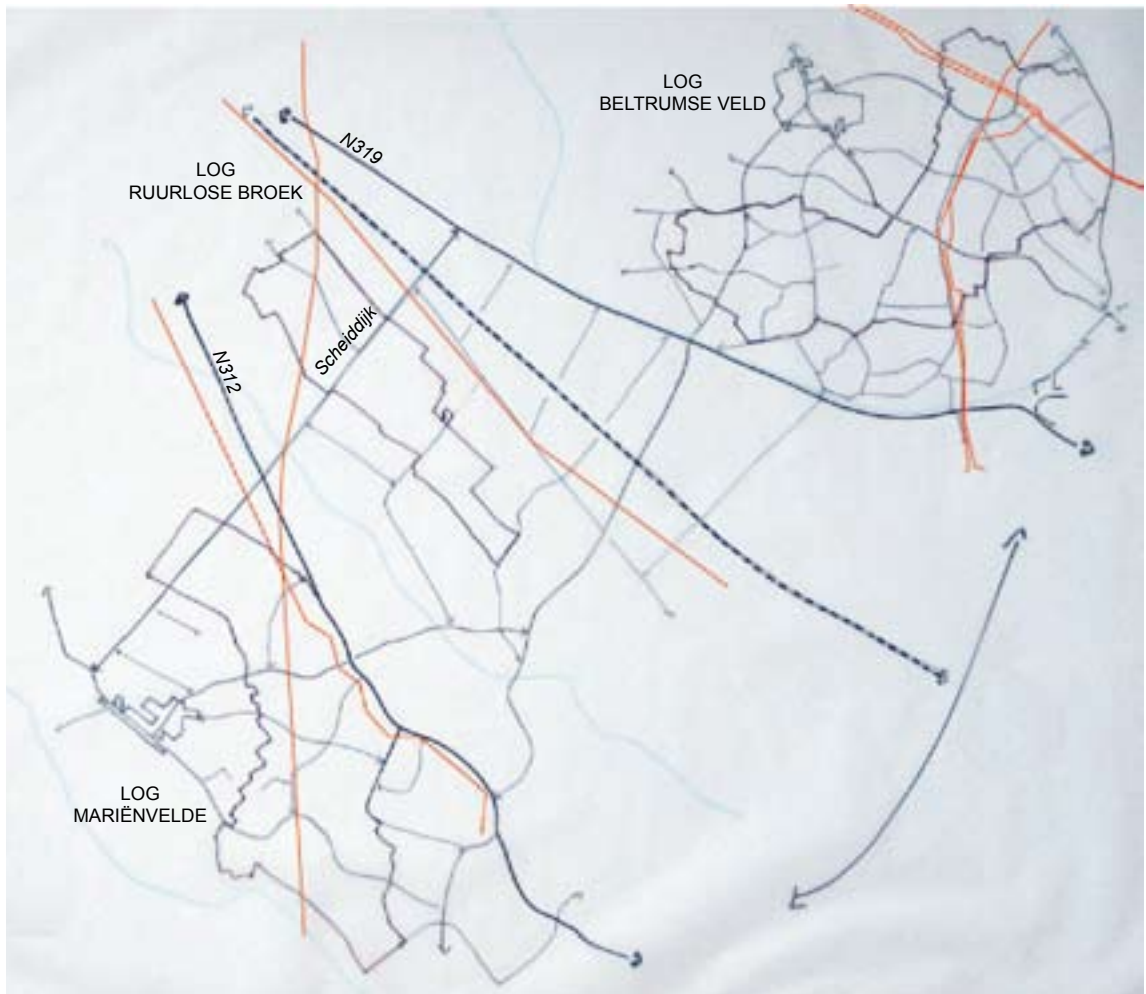 LOG
BELTRUMSE VELD
N319
LOG
RUURLOSE BROEK
Scheiddijk
N312
LOG
MARIËNVELDE